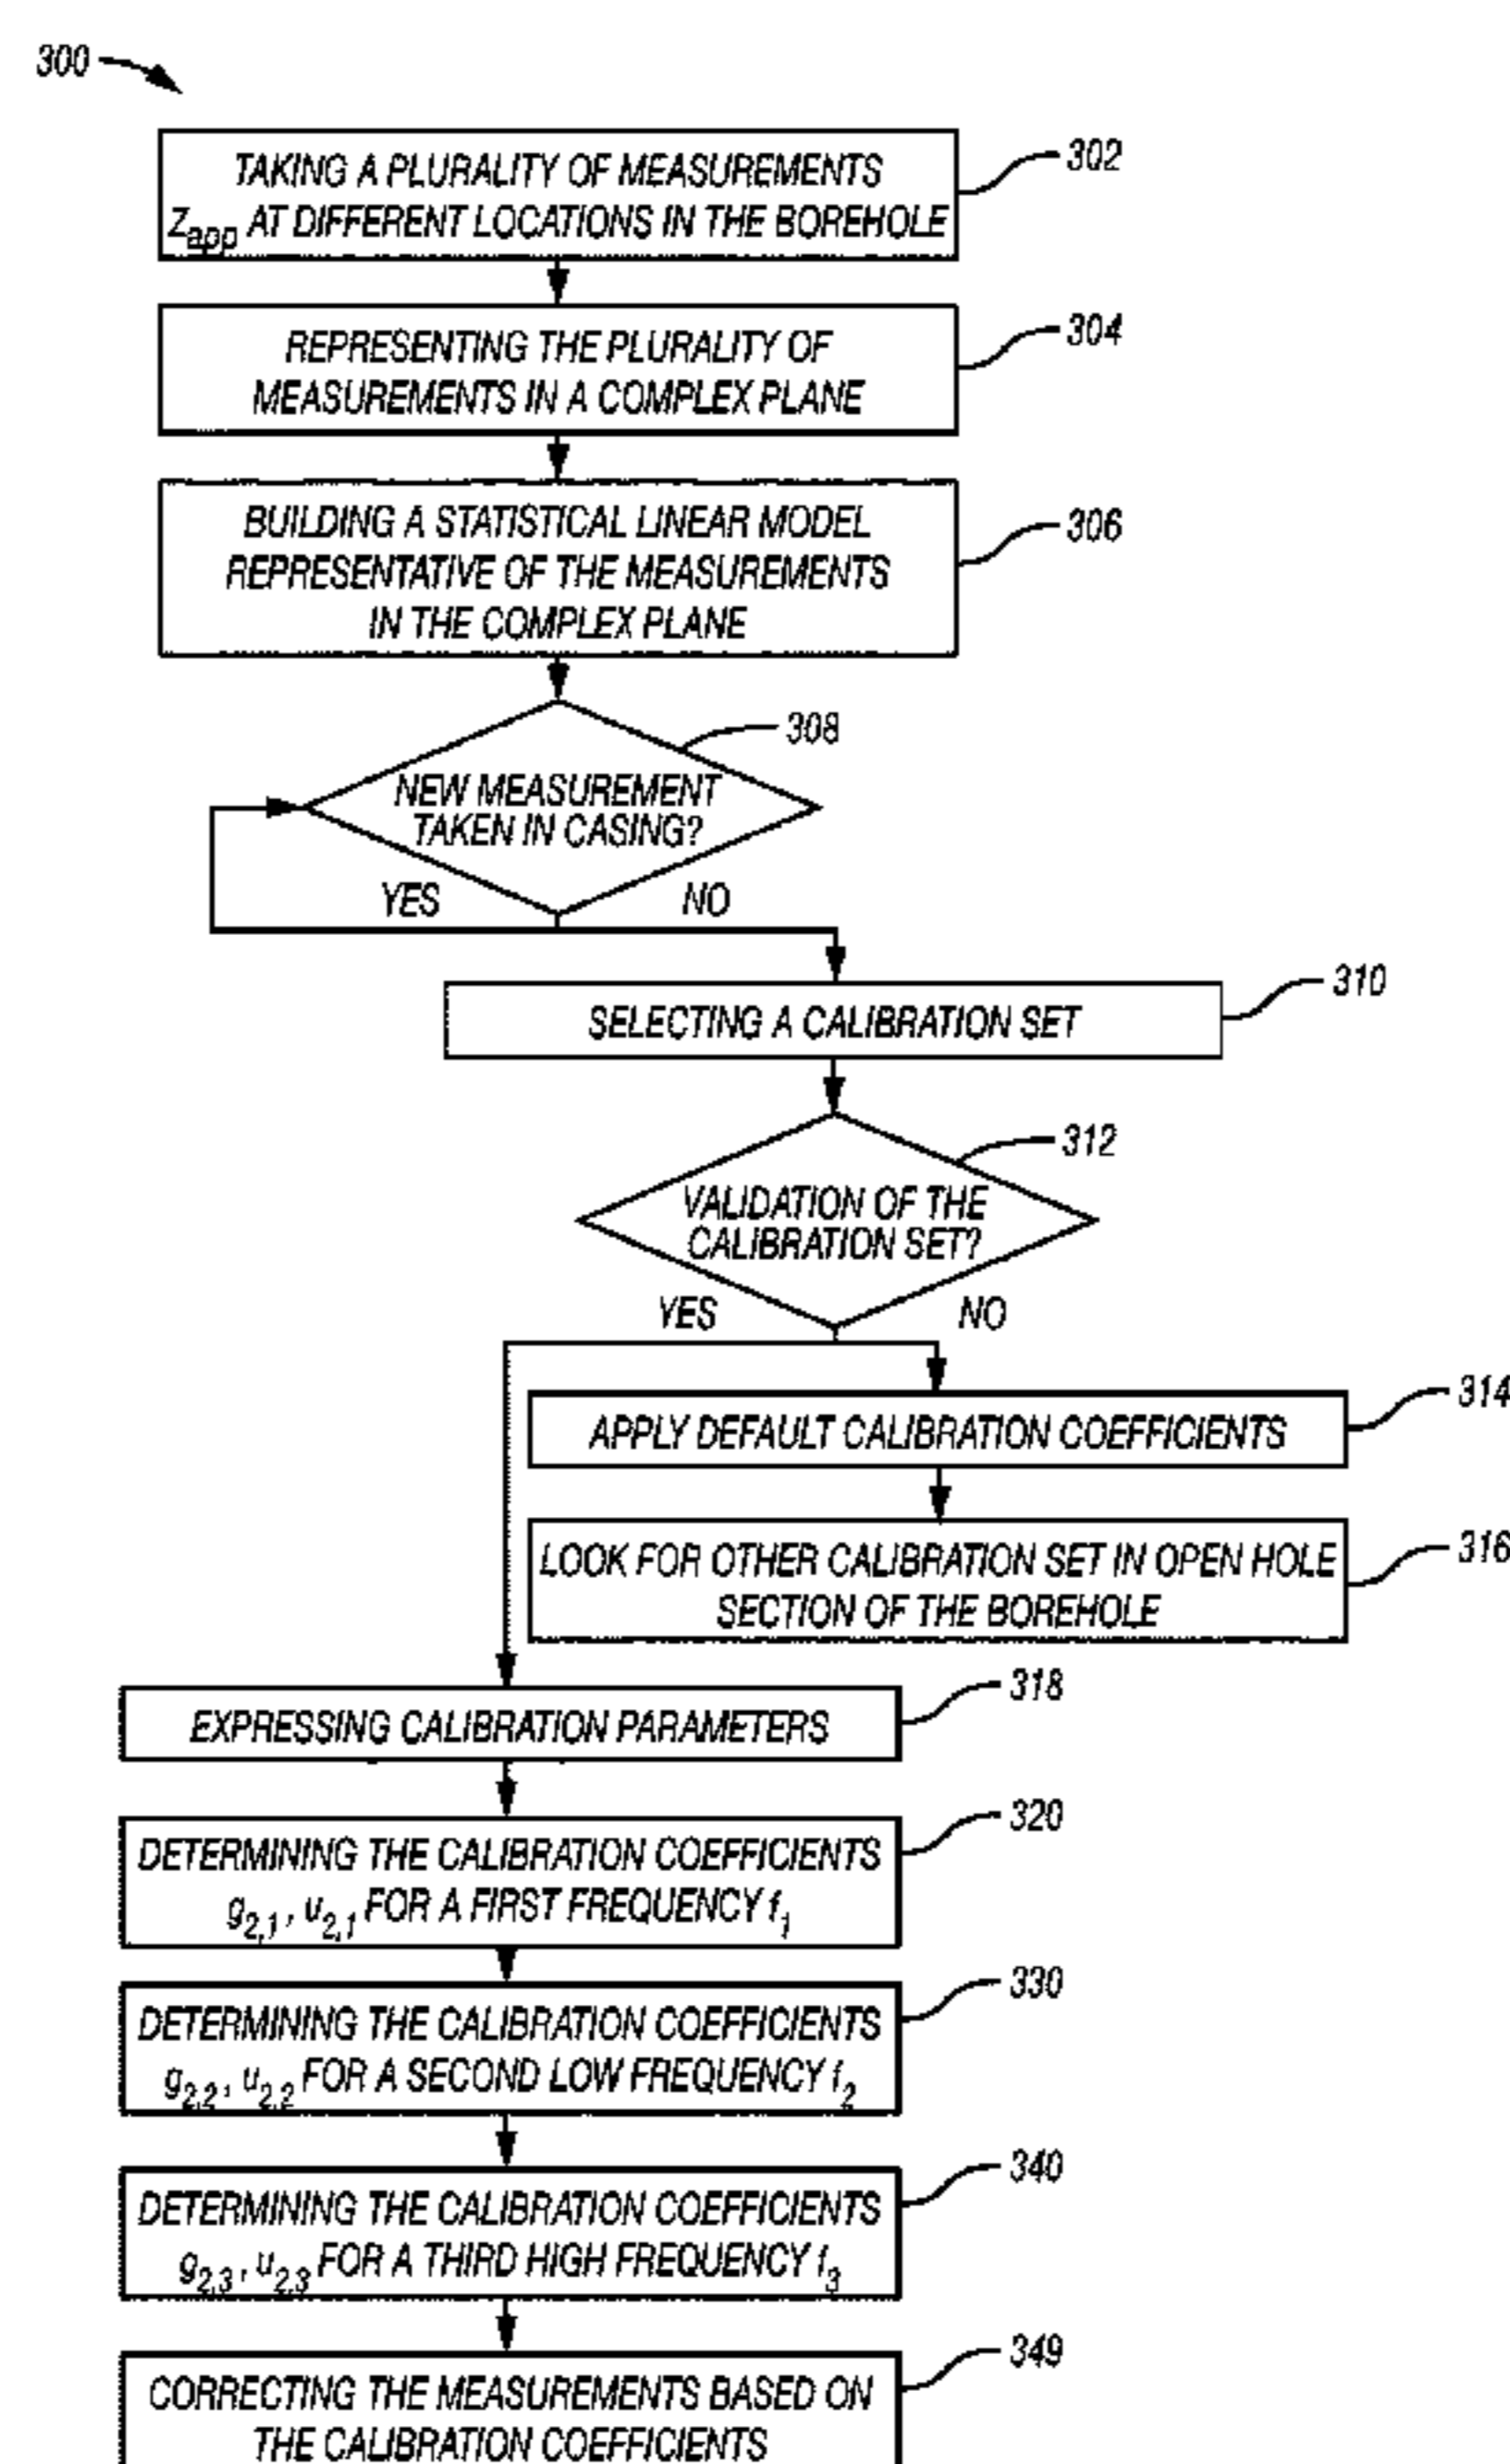 300
TAKING A PLURALITY OF MEASUREMENTS
Zapp AT DIFFERENT LOCATIONS IN THE BOREHOLE
302
REPRESENTING THE PLURALITY OF
MEASUREMENTS IN A COMPLEX PLANE
304
BUILDING A STATISTICAL LINEAR MODEL
REPRESENTATIVE OF THE MEASUREMENTS
IN THE COMPLEX PLANE
306
308
NEW MEASUREMENT
TAKEN IN CASING?
YES NO
SELECTING A CALIBRATION SET
310
312
VALIDATION OF THE
CALIBRATION SET?
YES NO
APPLY DEFAULT CALIBRATION COEFFICIENTS
314
LOOK FOR OTHER CALIBRATION SET IN OPEN HOLE
SECTION OF THE BOREHOLE
316
EXPRESSING CALIBRATION PARAMETERS
318
DETERMINING THE CALIBRATION COEFFICIENTS
g2,1, u2,1 FOR A FIRST FREQUENCY f1
320
DETERMINING THE CALIBRATION COEFFICIENTS
g2,2, u2,2 FOR A SECOND LOW FREQUENCY f2
330
DETERMINING THE CALIBRATION COEFFICIENTS
g2,3, u2,3 FOR A THIRD HIGH FREQUENCY f3
340
CORRECTING THE MEASUREMENTS BASED ON
THE CALIBRATION COEFFICIENTS
349